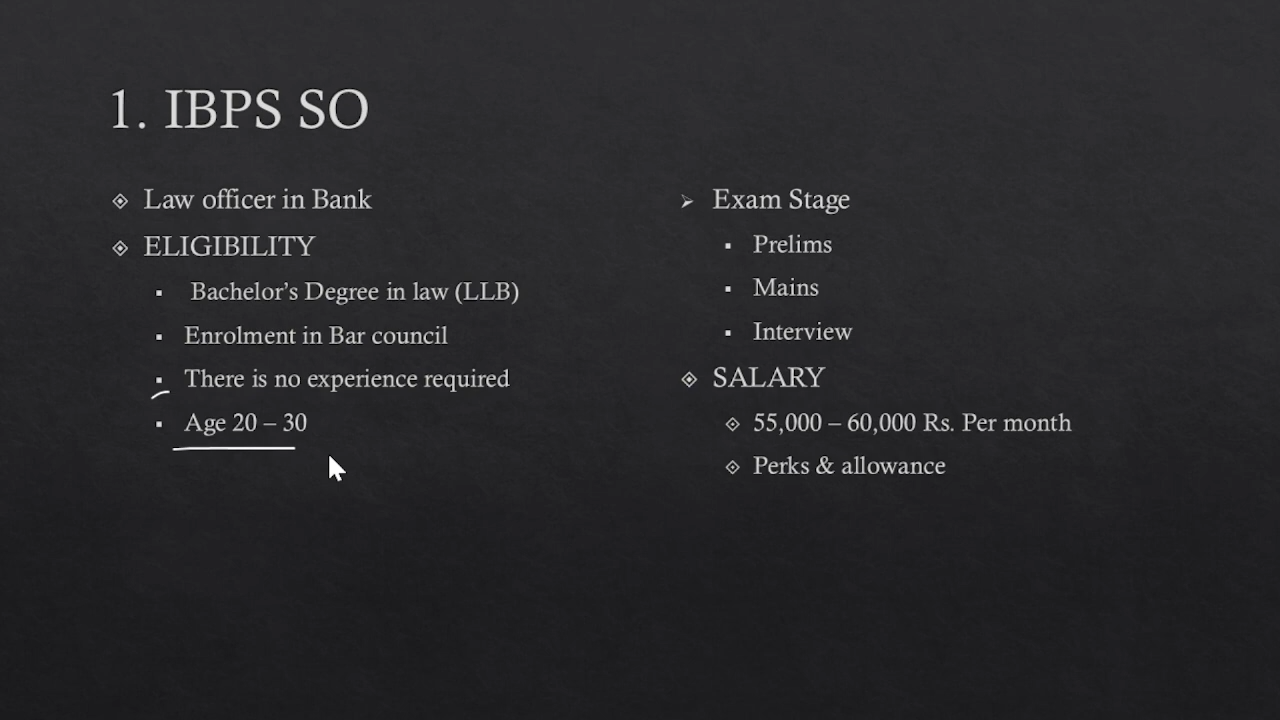 1. IBPS SO
Law officer in Bank
ELIGIBILITY
Bachelor’s Degree in law (LLB)
Enrolment in Bar council
There is no experience required
Age 20 – 30
Exam Stage
Prelims
Mains
Interview
SALARY
55,000 – 60,000 Rs. Per month
Perks & allowance